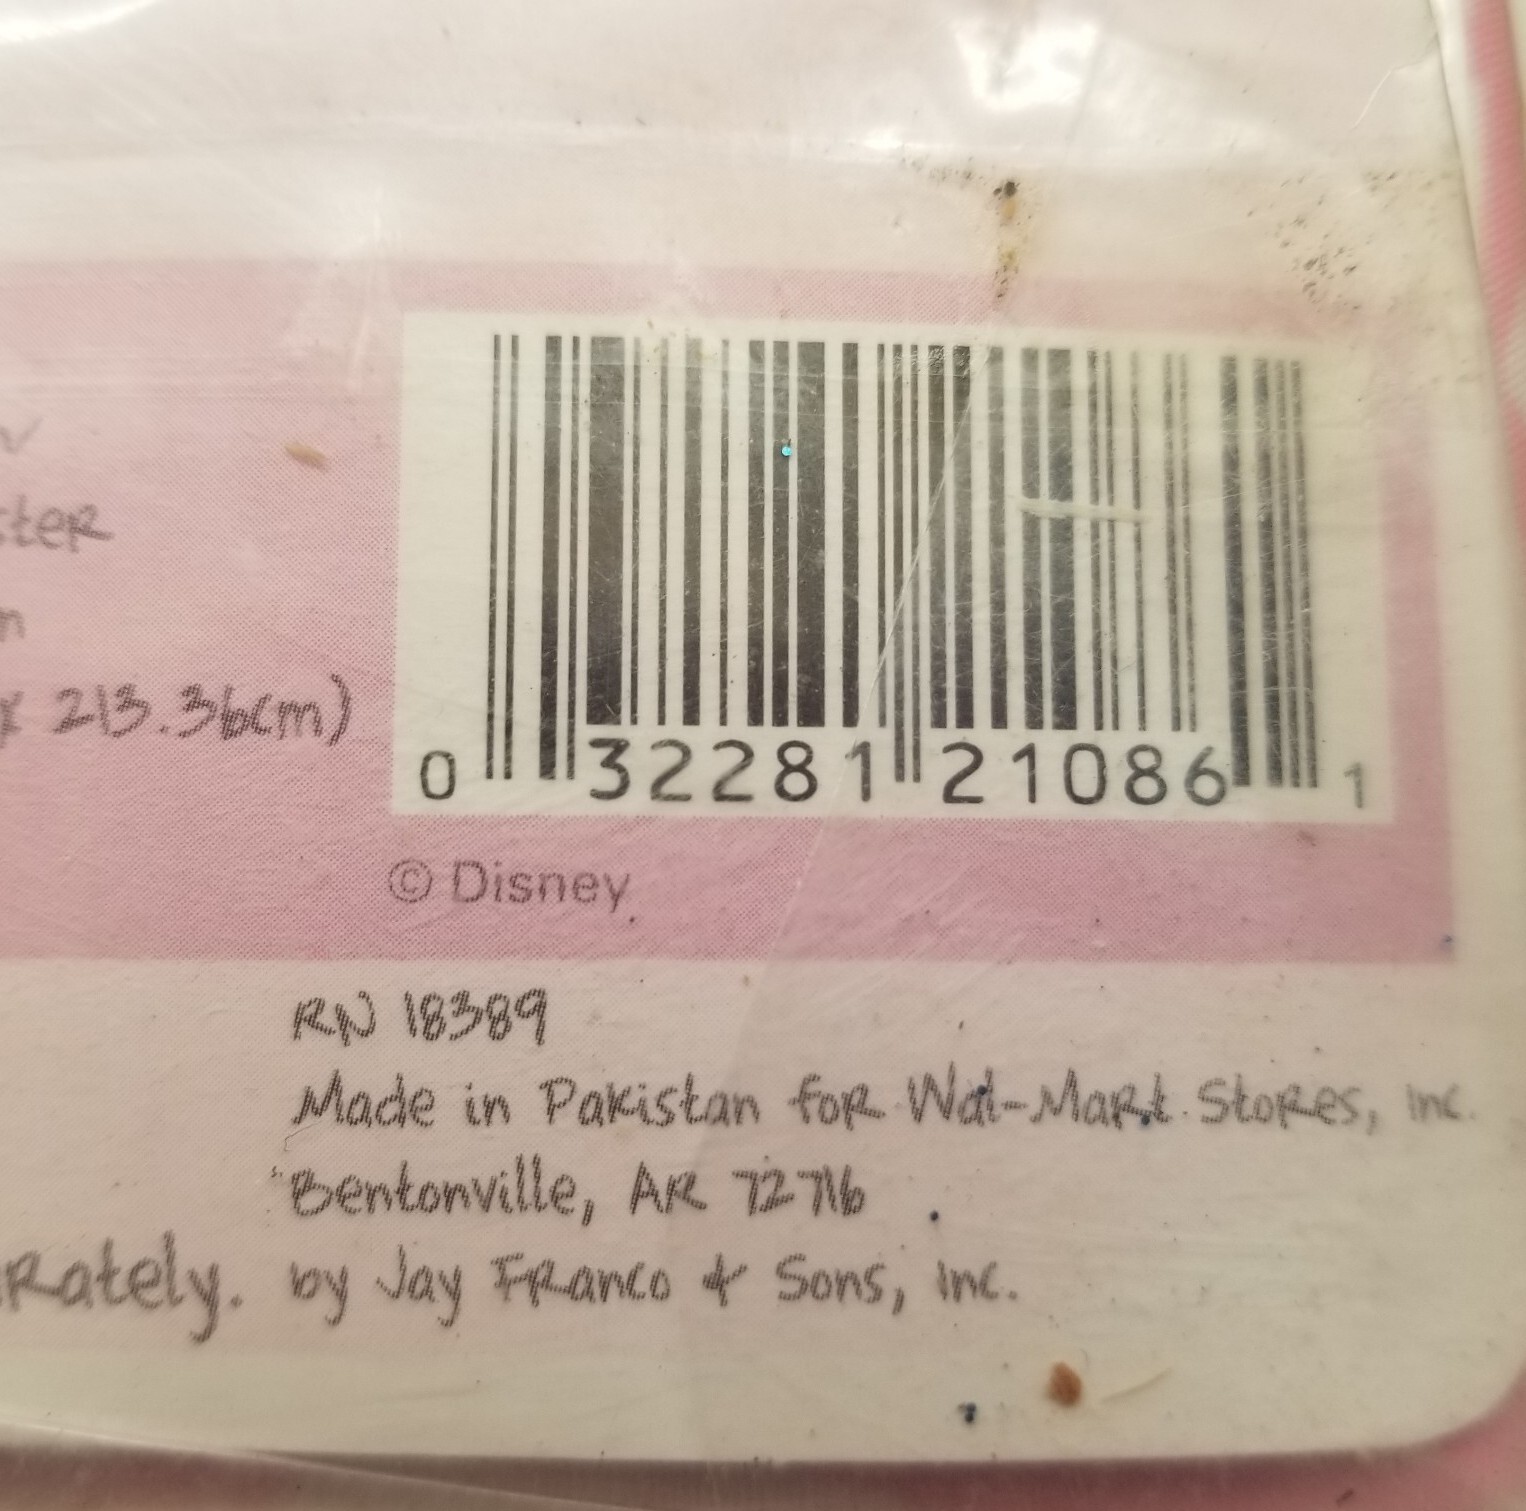 ster
213.36cm)
0 32281 21086 1
© Disney
RN 18389
Made in Pakistan for Wal-Mart Stores, Inc.
Bentonville, AR 72716
rately. by Jay Franco & Sons, Inc.